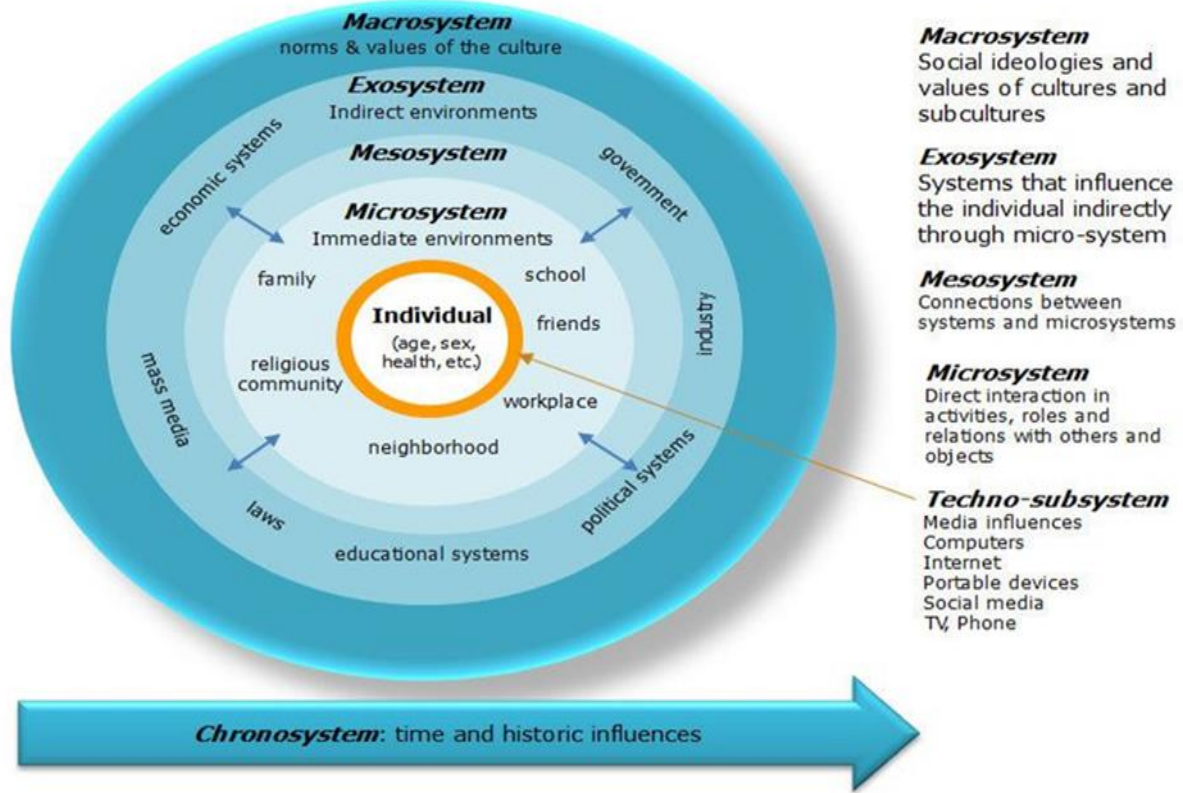 Macrosystem
norms & values of the culture
Exosystem
Indirect environments
Mesosystem
economic systems
government
Microsystem
Immediate environments
family
school
Individual
(age, sex,
health, etc.)
friends
industry
religious
community
mass media
workplace
neighborhood
political systems
laws
educational systems
Macrosystem
Social ideologies and
values of cultures and
subcultures
Exosystem
Systems that influence
the individual indirectly
through micro-system
Mesosystem
Connections between
systems and microsystems
Microsystem
Direct interaction in
activities, roles and
relations with others and
objects
Techno-subsystem
Media influences
Computers
Internet
Portable devices
Social media
TV, Phone
Chronosystem: time and historic influences